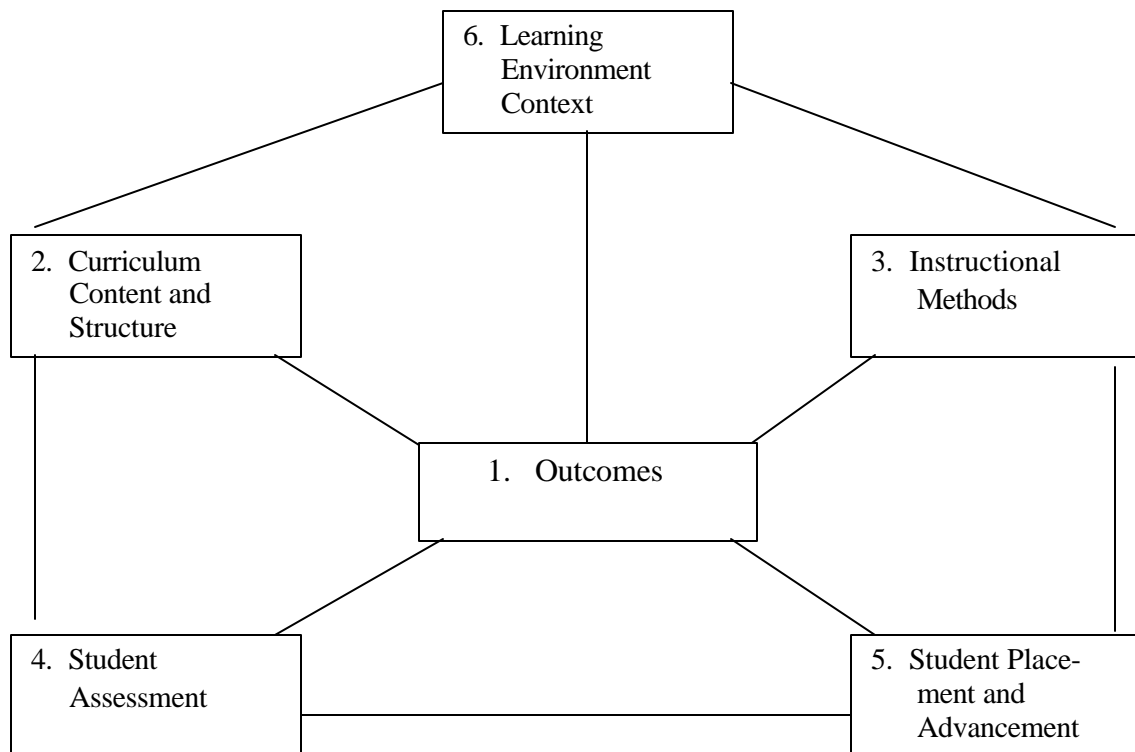 6. Learning
Environment
Context
2. Curriculum
Content and
Structure
3. Instructional
Methods
1. Outcomes
4. Student
Assessment
5. Student Place-
ment and
Advancement